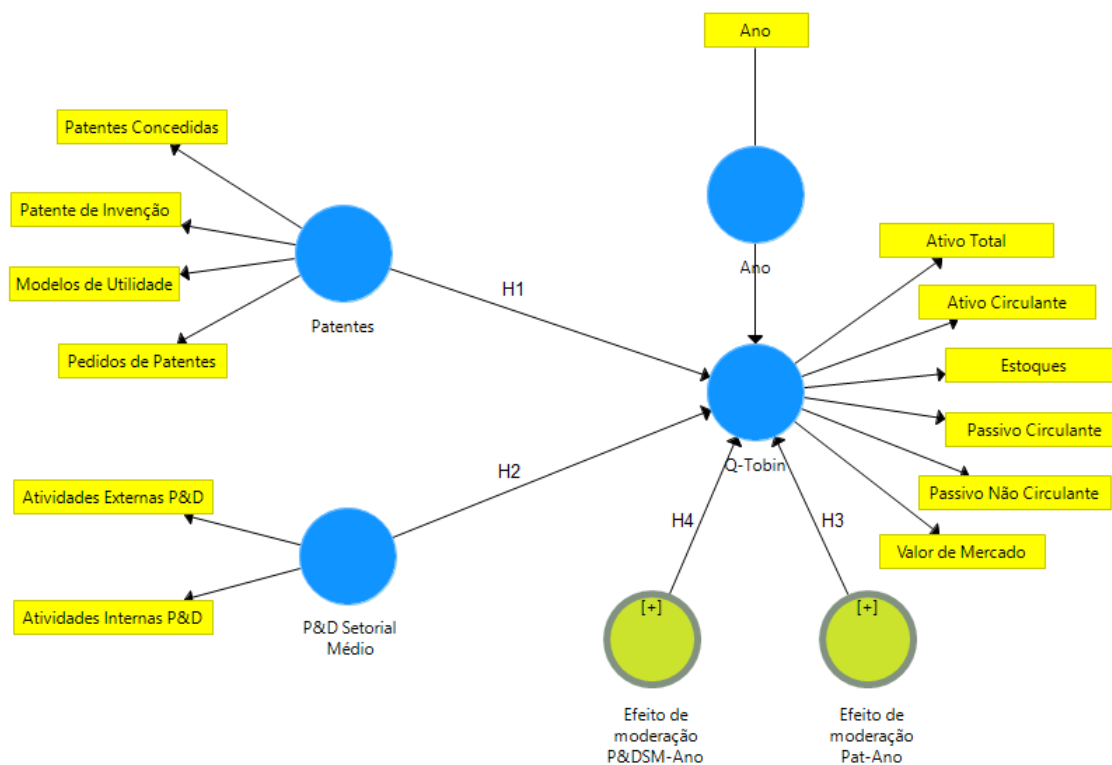 Ano
Patentes Concedidas
Patente de Invenção
Modelos de Utilidade
Pedidos de Patentes
Patentes
H1
Ano
Ativo Total
Ativo Circulante
Estoques
Passivo Circulante
Passivo Não Circulante
Valor de Mercado
Q-Tobin
H2
Atividades Externas P&D
Atividades Internas P&D
P&D Setorial
Médio
H4
H3
[+]
[+]
Efeito de
moderação
P&DSM-Ano
Efeito de
moderação
Pat-Ano